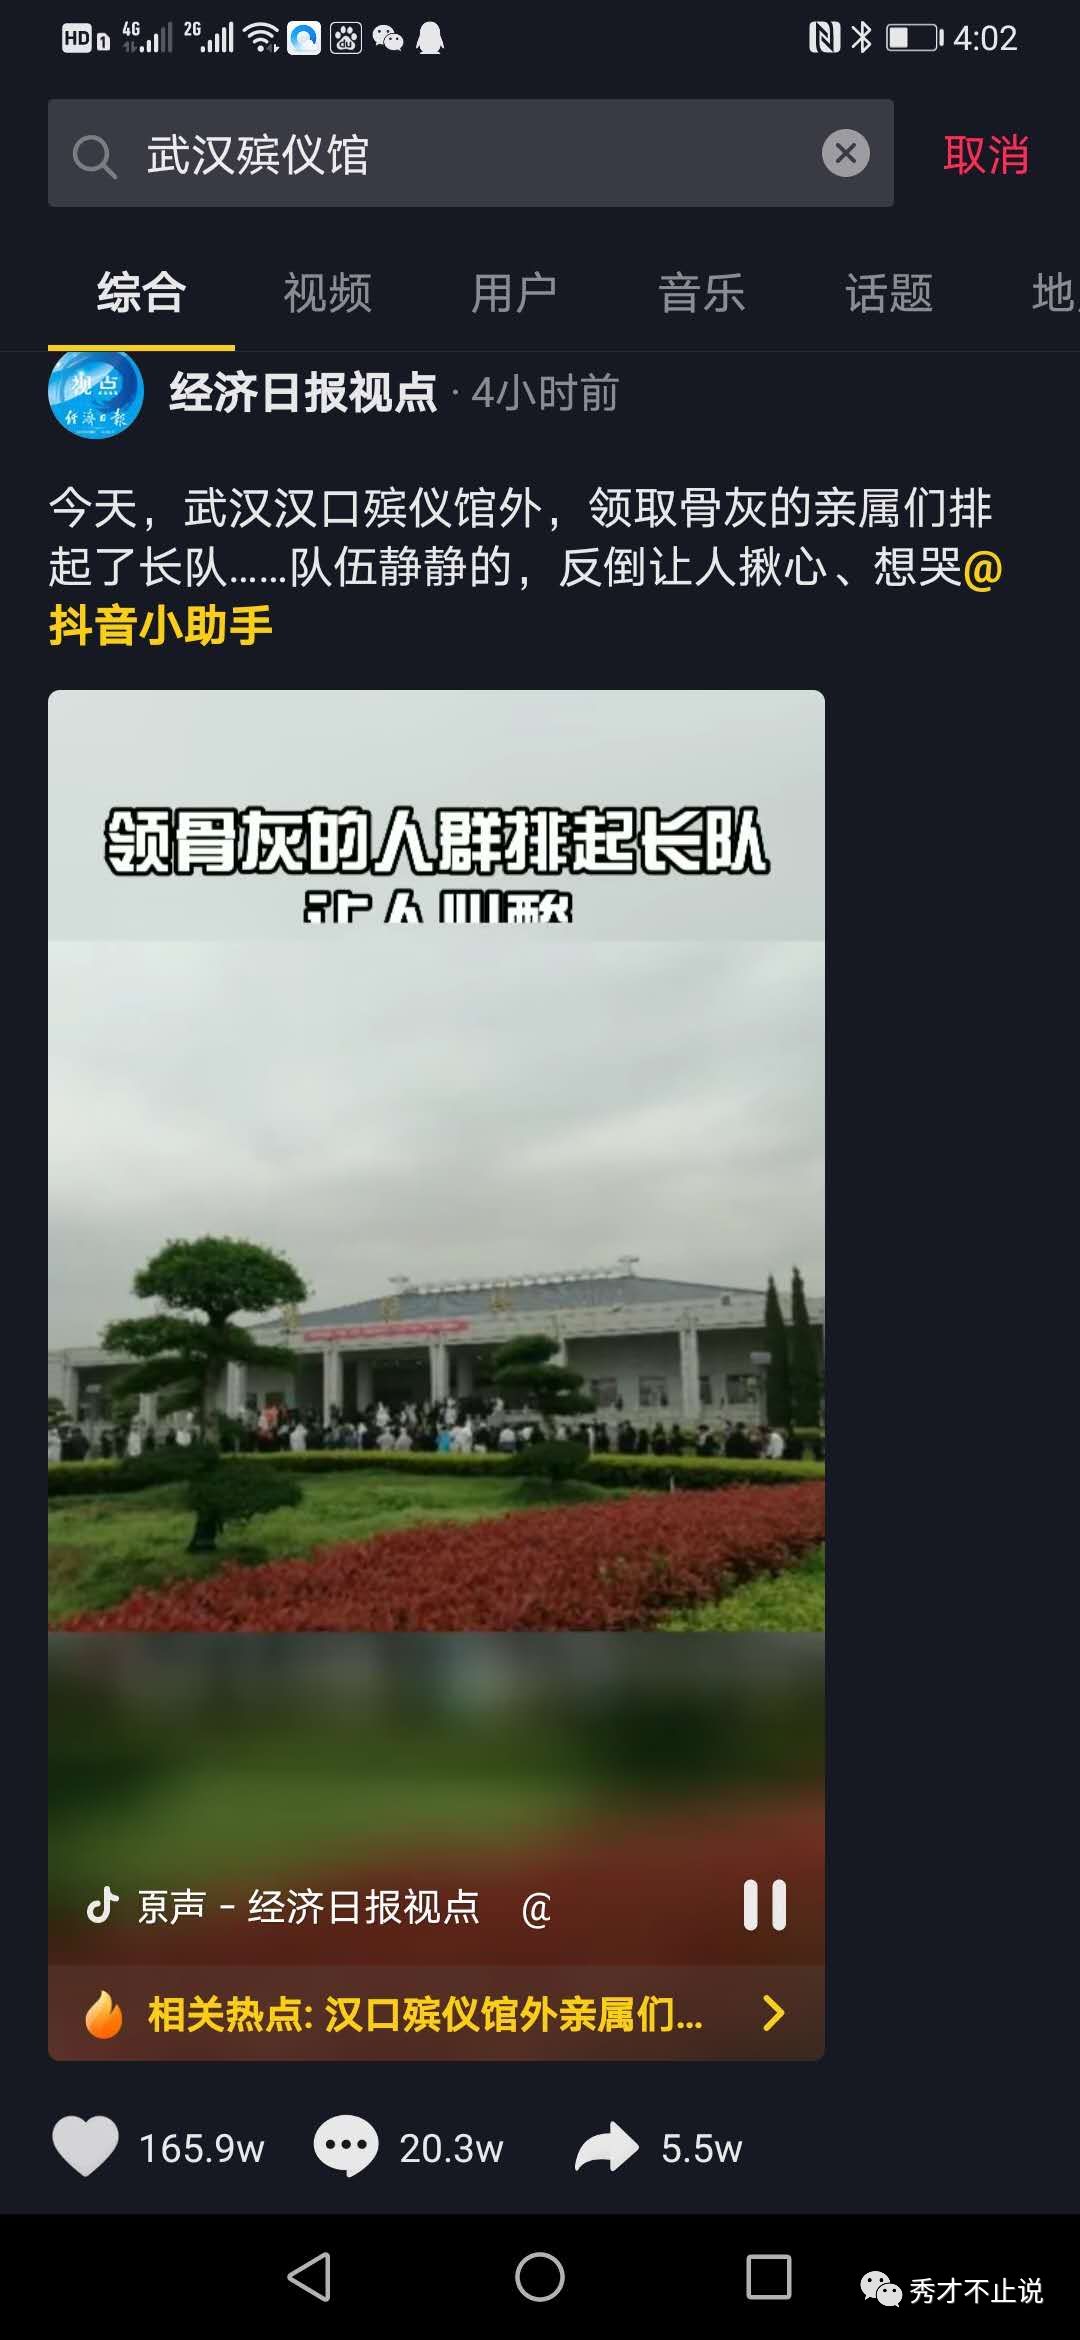 HD 1 4G 2G 4:02
武汉殡仪馆 取消
综合 视频 用户 音乐 话题 地
视点 经济日报
经济日报视点 · 4小时前
今天，武汉汉口殡仪馆外，领取骨灰的亲属们排
起了长队……队伍静静的，反倒让人揪心、想哭@
抖音小助手
领骨灰的人群排起长队
让人
原声 - 经济日报视点 @
相关热点: 汉口殡仪馆外亲属们...
165.9w 20.3w 5.5w
秀才不止说